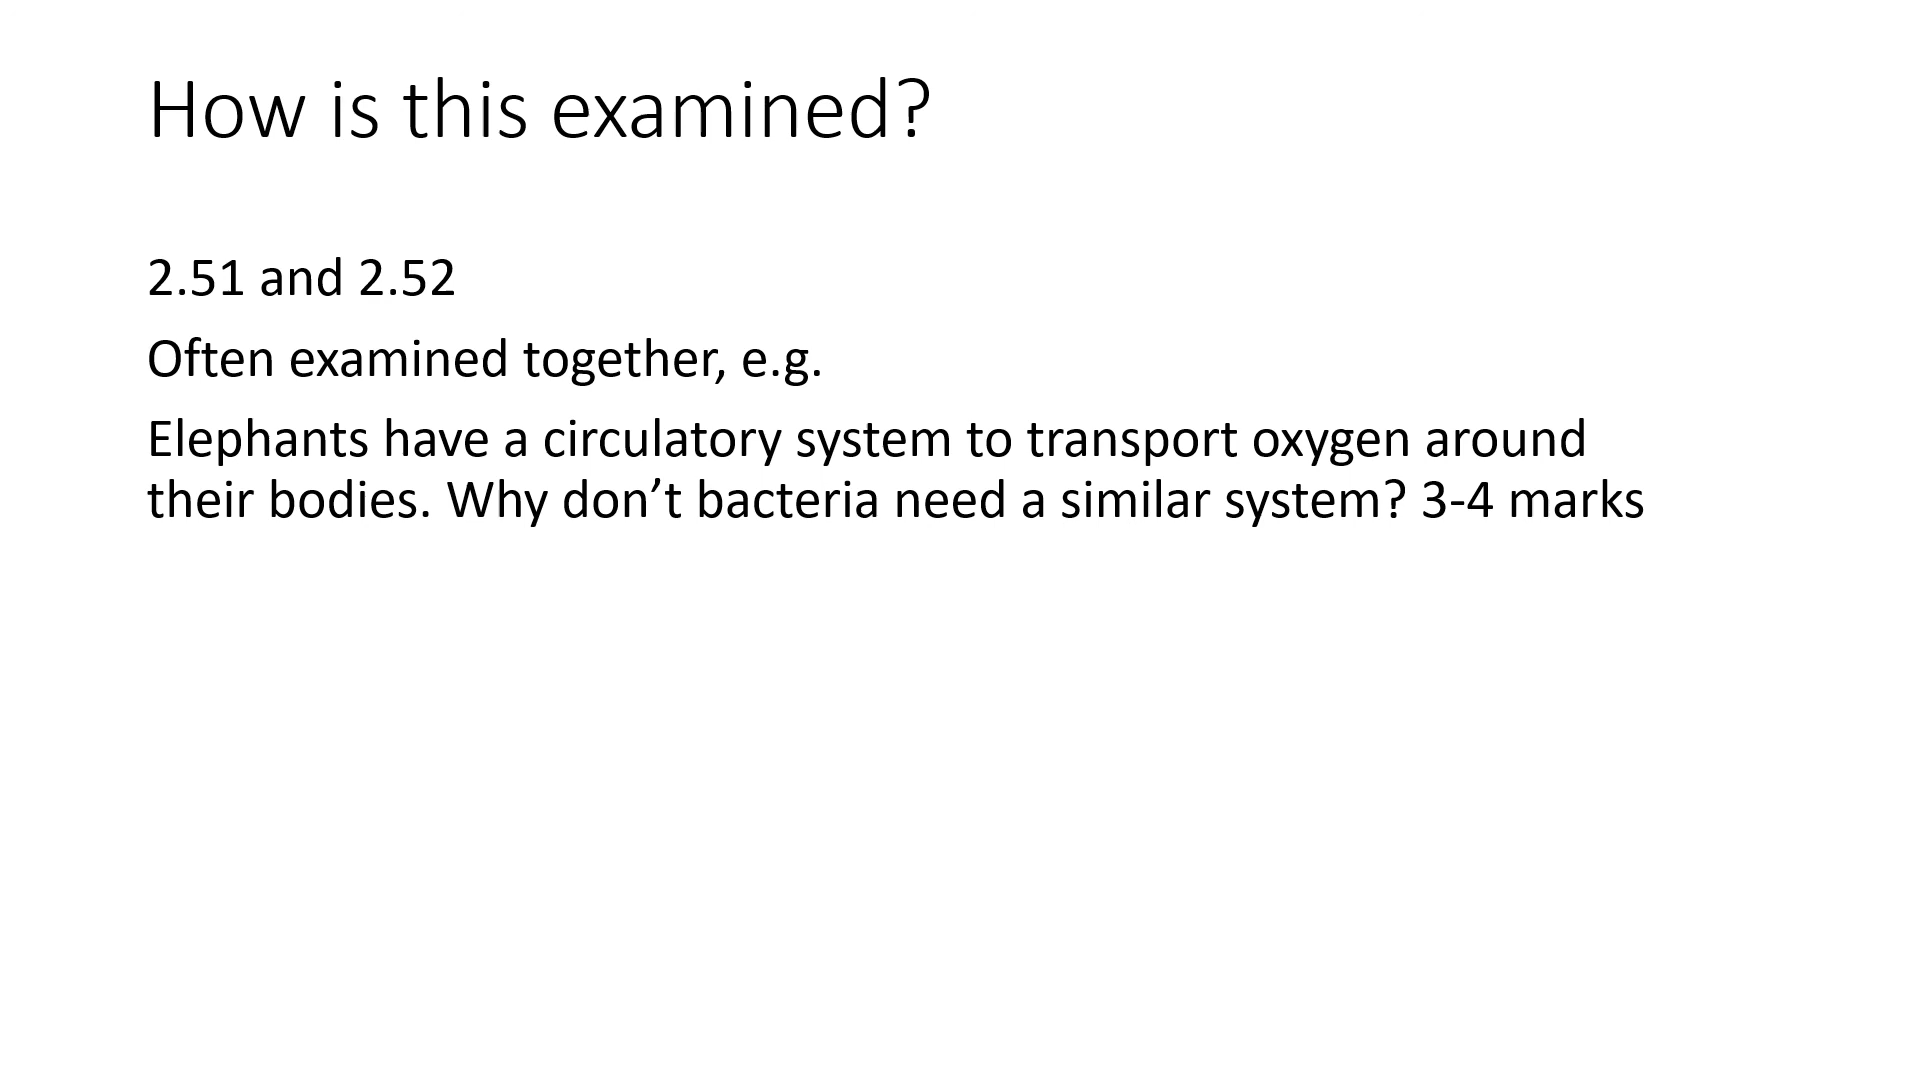 How is this examined?
2.51 and 2.52
Often examined together, e.g.
Elephants have a circulatory system to transport oxygen around
their bodies. Why don’t bacteria need a similar system? 3-4 marks